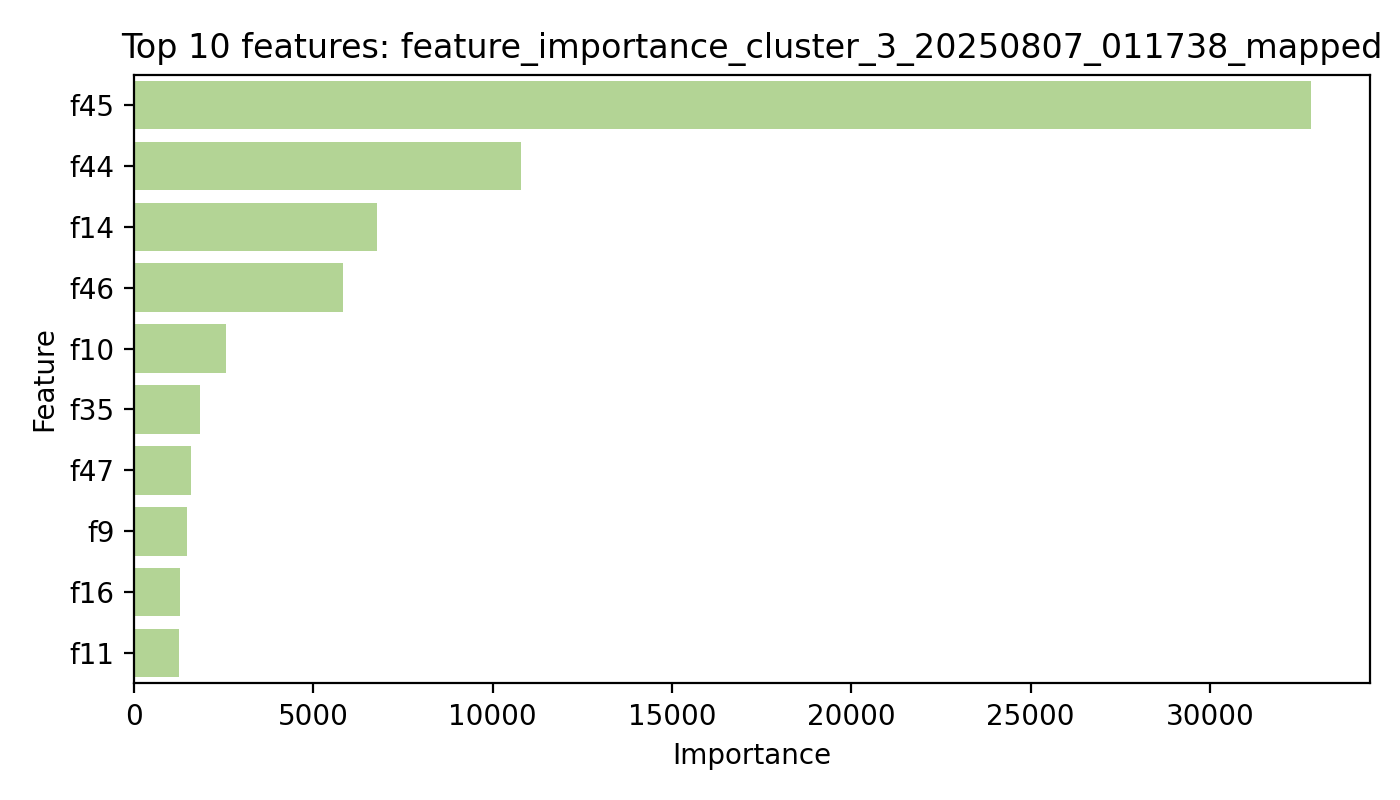 Top 10 features: feature_importance_cluster_3_20250807_011738_mapped
f45
f44
f14
f46
f10
f35
f47
f9
f16
f11
Feature
0 5000 10000 15000 20000 25000 30000
Importance